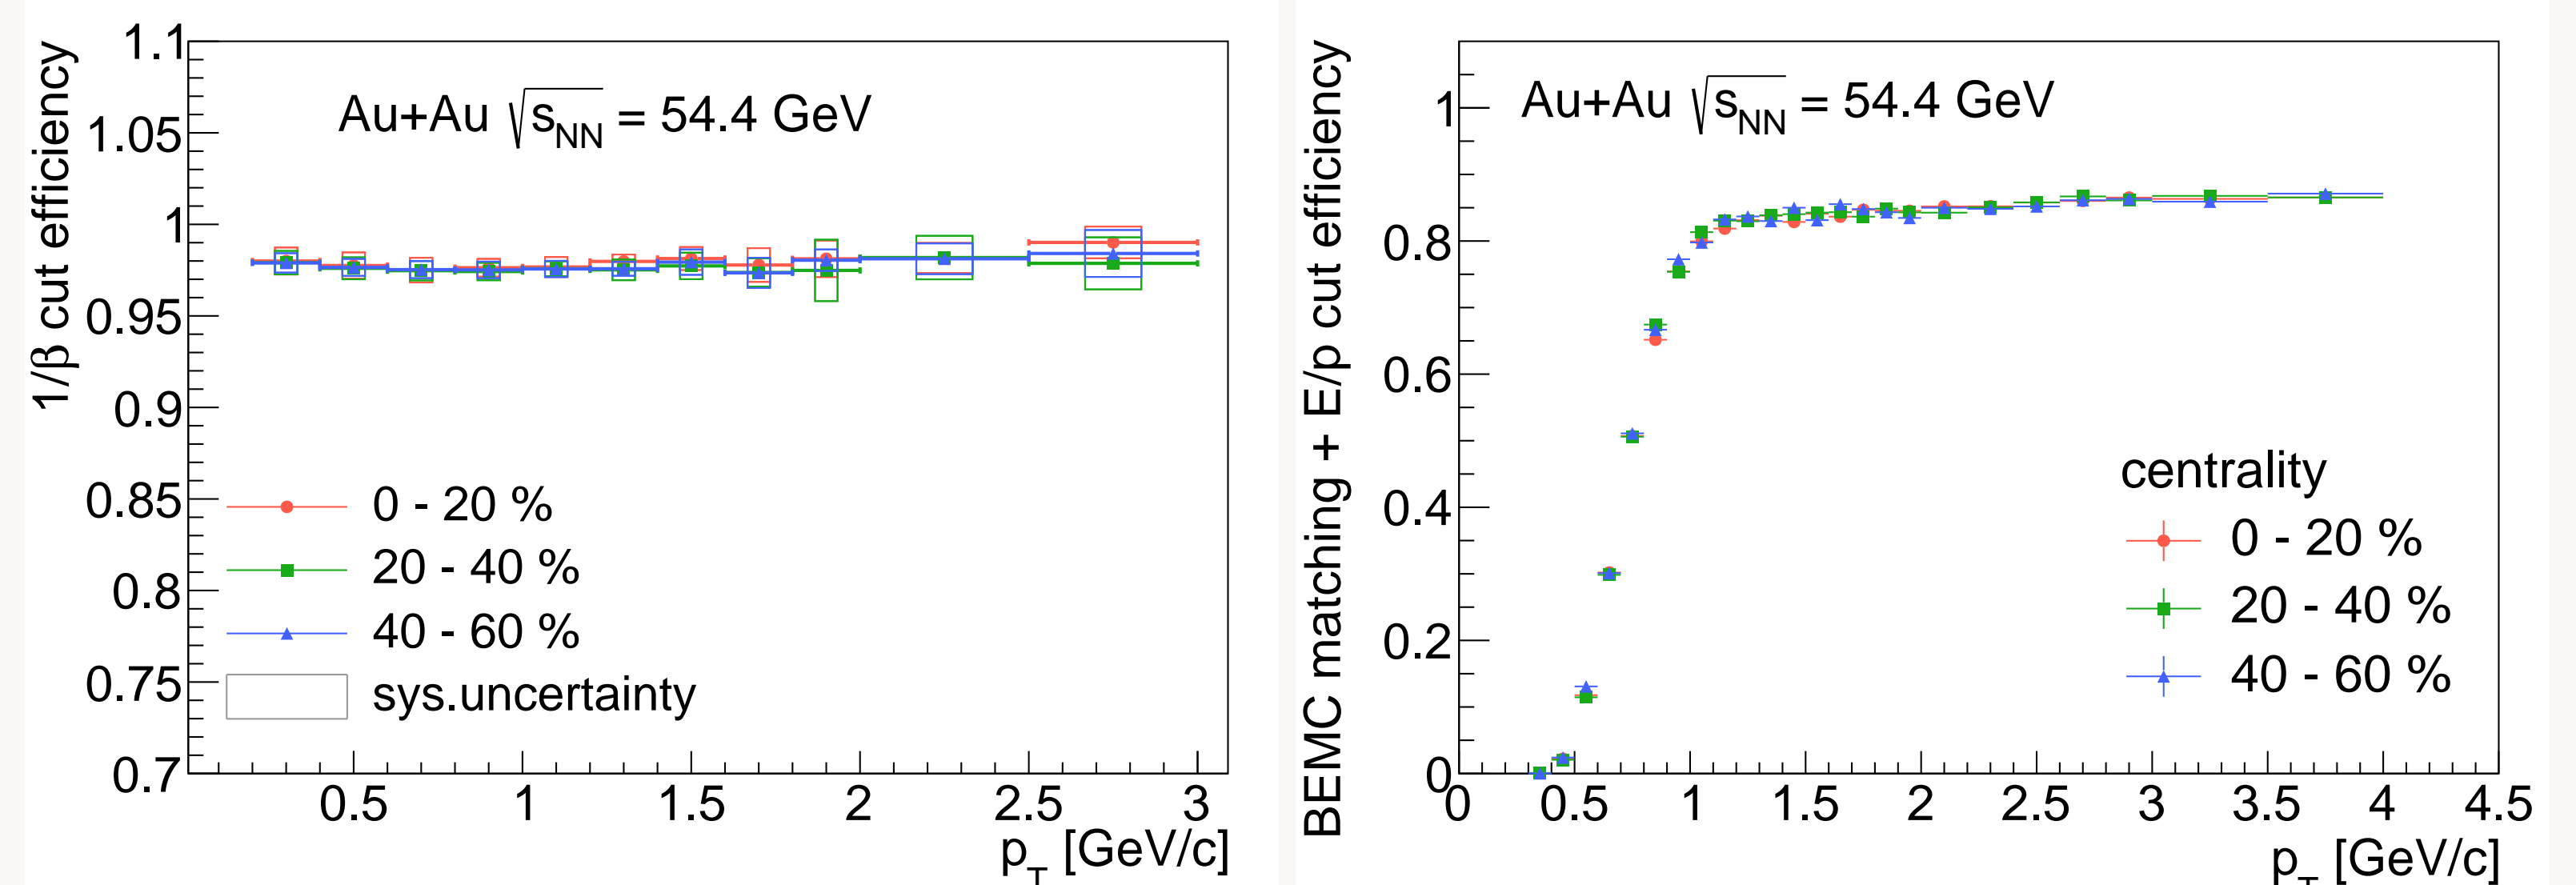 1/β cut efficiency
1.1
1.05
1
0.95
0.9
0.85
0.8
0.75
0.7
Au+Au √sNN = 54.4 GeV
0 - 20 %
20 - 40 %
40 - 60 %
sys.uncertainty
0.5 1 1.5 2 2.5 3
pT [GeV/c]
BEMC matching + E/p cut efficiency
1
0.8
0.6
0.4
0.2
0
Au+Au √sNN = 54.4 GeV
centrality
0 - 20 %
20 - 40 %
40 - 60 %
0 0.5 1 1.5 2 2.5 3 3.5 4 4.5
pT [GeV/c]